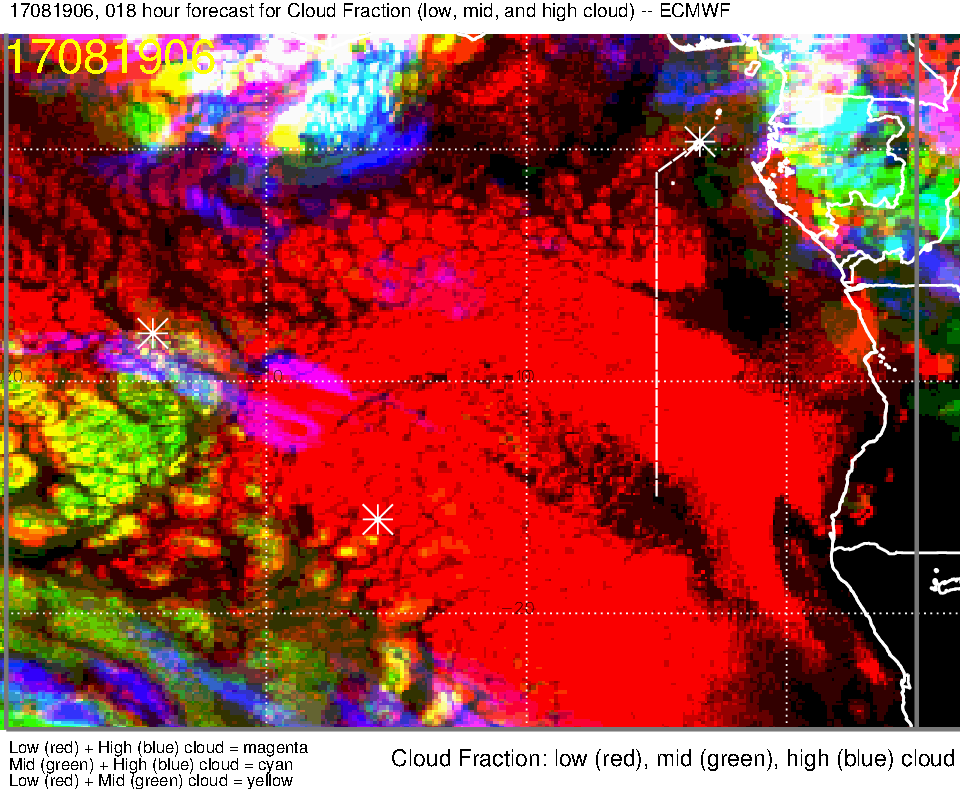 17081906, 018 hour forecast for Cloud Fraction (low, mid, and high cloud) -- ECMWF
17081906
-20
Low (red) + High (blue) cloud = magenta
Mid (green) + High (blue) cloud = cyan
Low (red) + Mid (green) cloud = yellow
Cloud Fraction: low (red), mid (green), high (blue) cloud